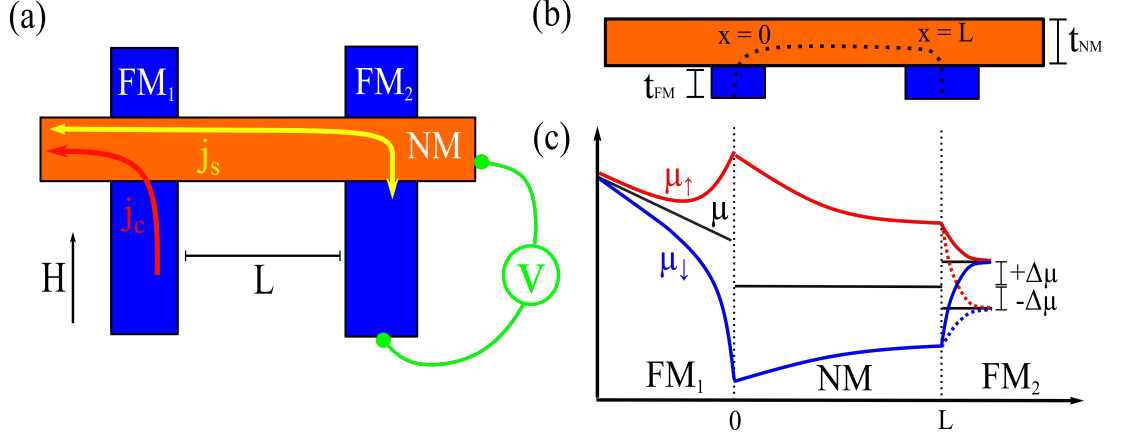 (a)
FM1
FM2
NM
js
jc
H
L
V
(b)
x = 0
x = L
tNM
tFM
(c)
μ↑
μ
μ↓
+Δμ
-Δμ
FM1
NM
FM2
0
L